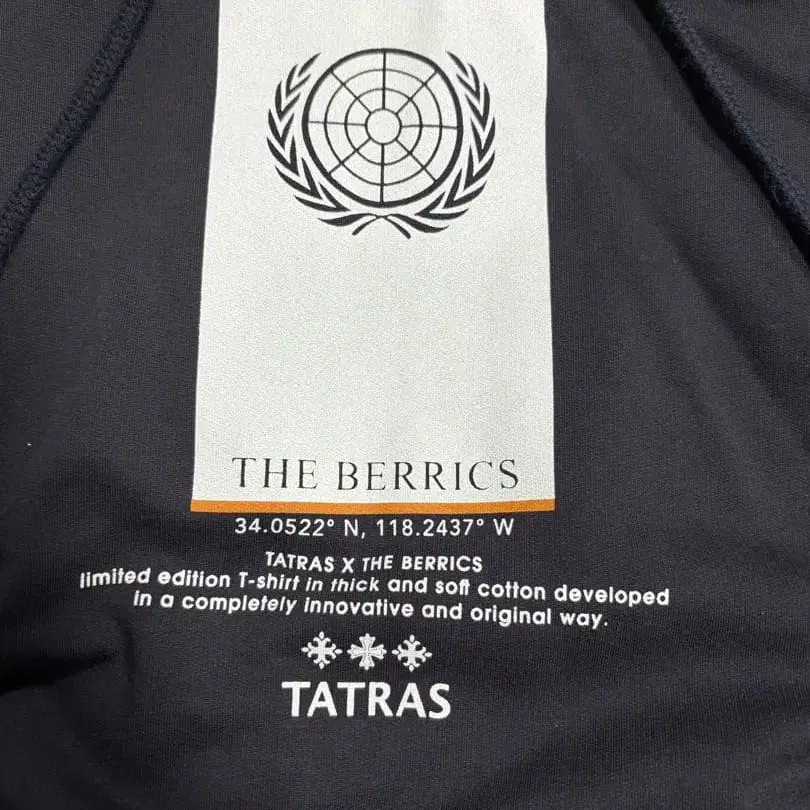 THE BERRICS
34.0522° N, 118.2437° W
TATRAS X THE BERRICS
limited edition T-shirt in thick and soft cotton developed
in a completely innovative and original way.
TATRAS